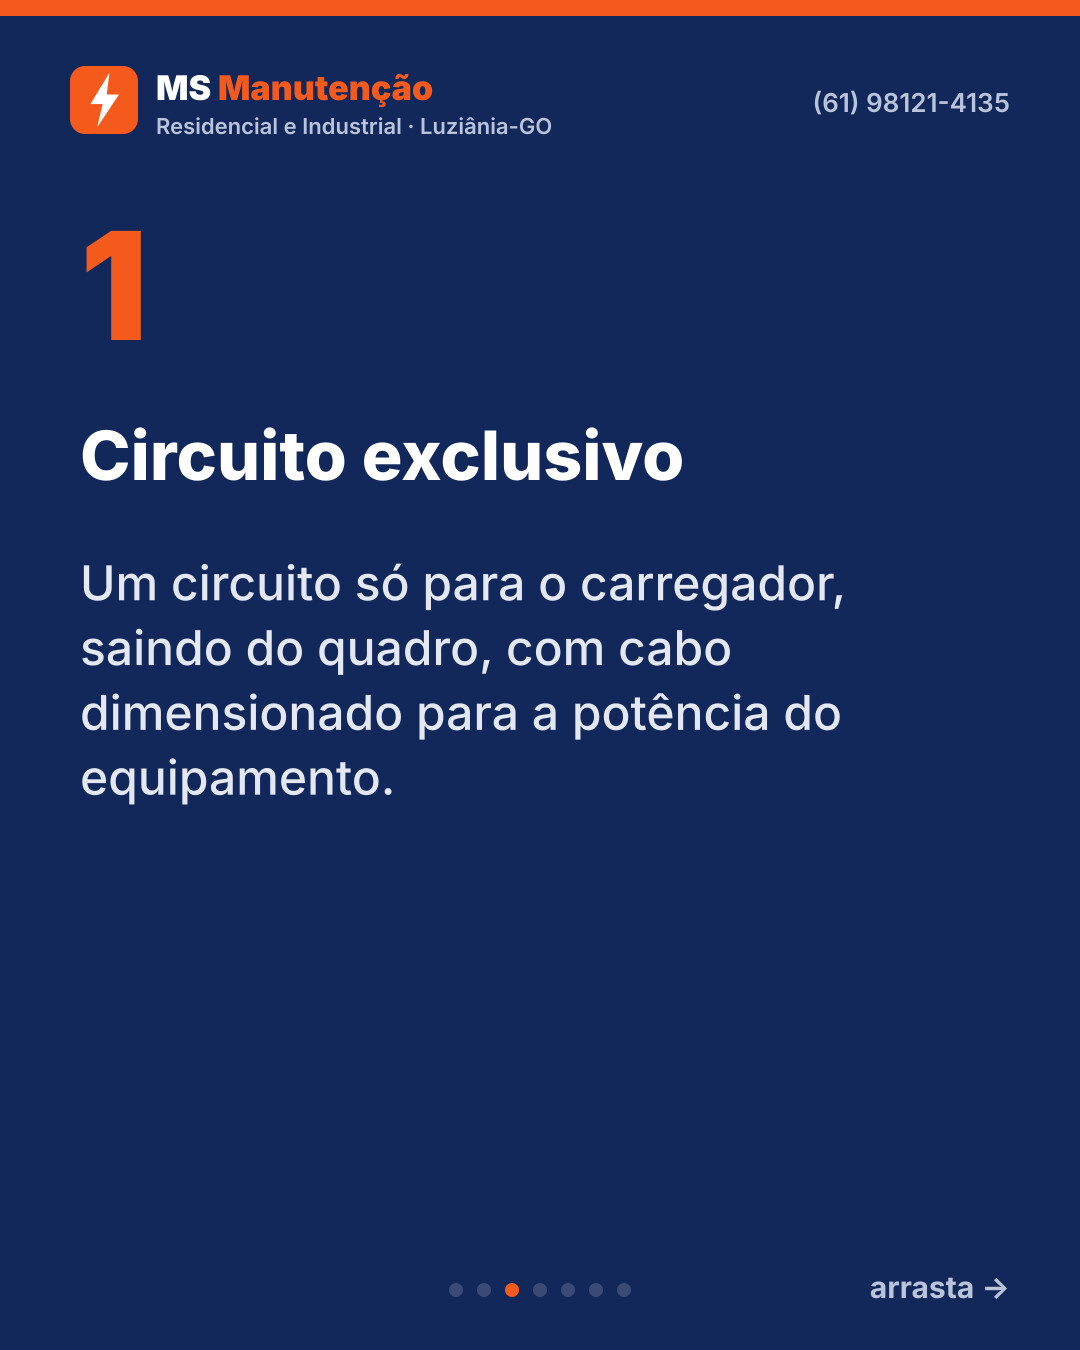 MS Manutenção
Residencial e Industrial · Luziânia-GO
(61) 98121-4135
1
Circuito exclusivo
Um circuito só para o carregador,
saindo do quadro, com cabo
dimensionado para a potência do
equipamento.
arrasta →